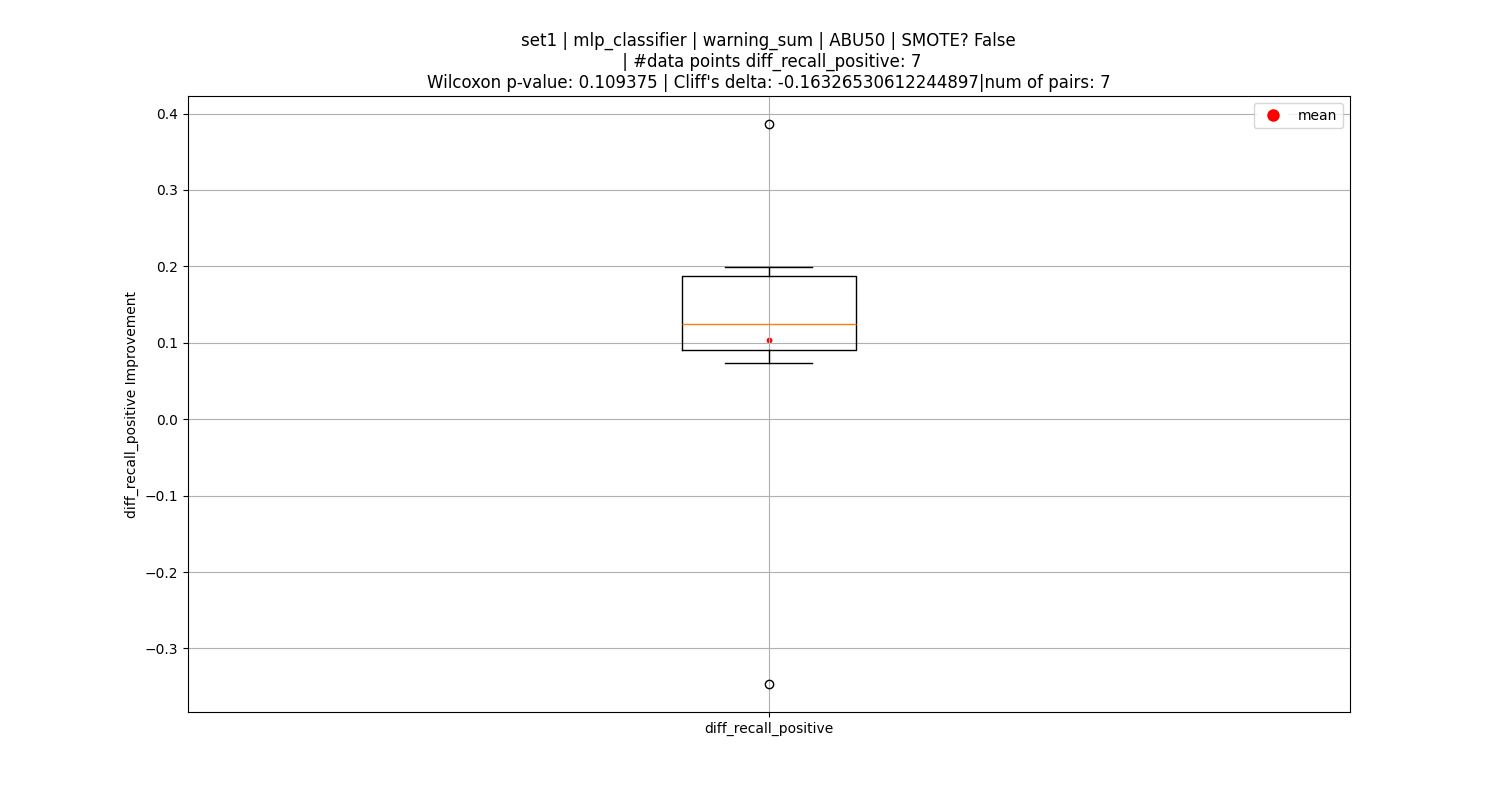 set1 | mlp_classifier | warning_sum | ABU50 | SMOTE? False
| #data points diff_recall_positive: 7
Wilcoxon p-value: 0.109375 | Cliff's delta: -0.16326530612244897|num of pairs: 7
mean
0.4
0.3
0.2
0.1
0.0
−0.1
−0.2
−0.3
diff_recall_positive Improvement
diff_recall_positive